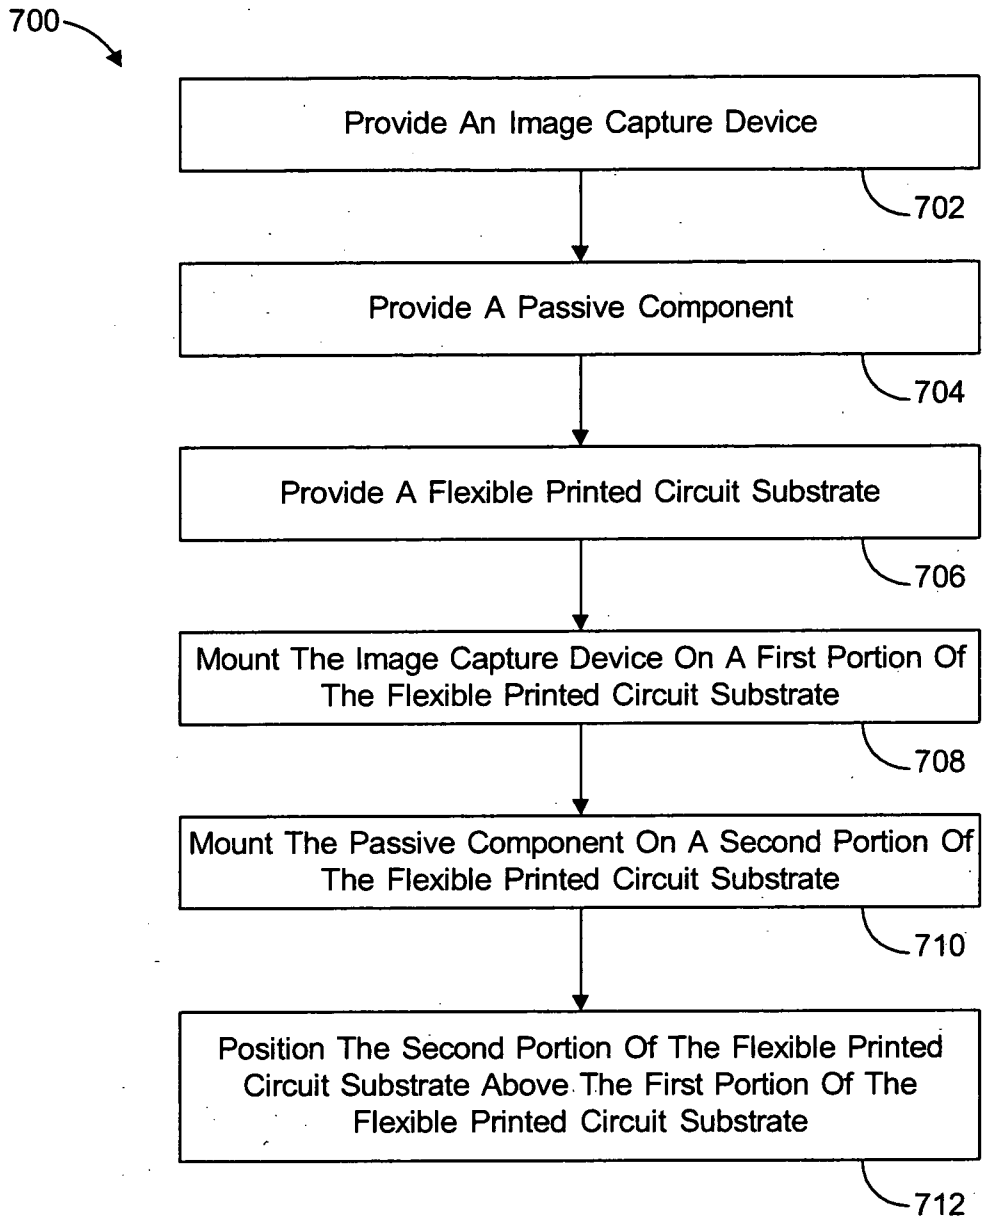 700
Provide An Image Capture Device
702
Provide A Passive Component
704
Provide A Flexible Printed Circuit Substrate
706
Mount The Image Capture Device On A First Portion Of
The Flexible Printed Circuit Substrate
708
Mount The Passive Component On A Second Portion Of
The Flexible Printed Circuit Substrate
710
Position The Second Portion Of The Flexible Printed
Circuit Substrate Above The First Portion Of The
Flexible Printed Circuit Substrate
712